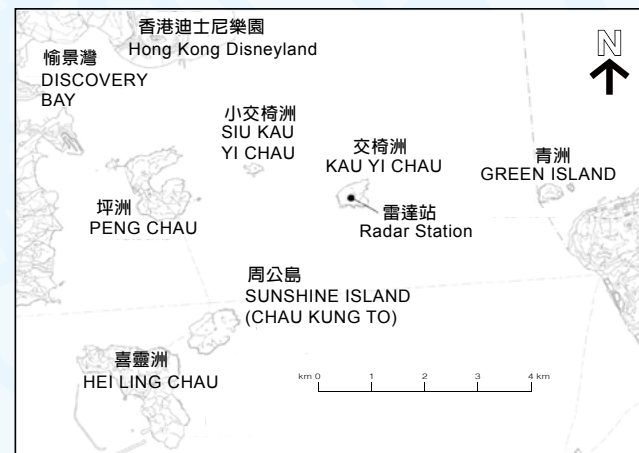 香港迪士尼樂園
Hong Kong Disneyland
愉景灣
DISCOVERY
BAY
N
小交椅洲
SIU KAU
YI CHAU
交椅洲
KAU YI CHAU
青洲
GREEN ISLAND
坪洲
PENG CHAU
雷達站
Radar Station
周公島
SUNSHINE ISLAND
(CHAU KUNG TO)
喜靈洲
HEI LING CHAU
km 0 1 2 3 4 km